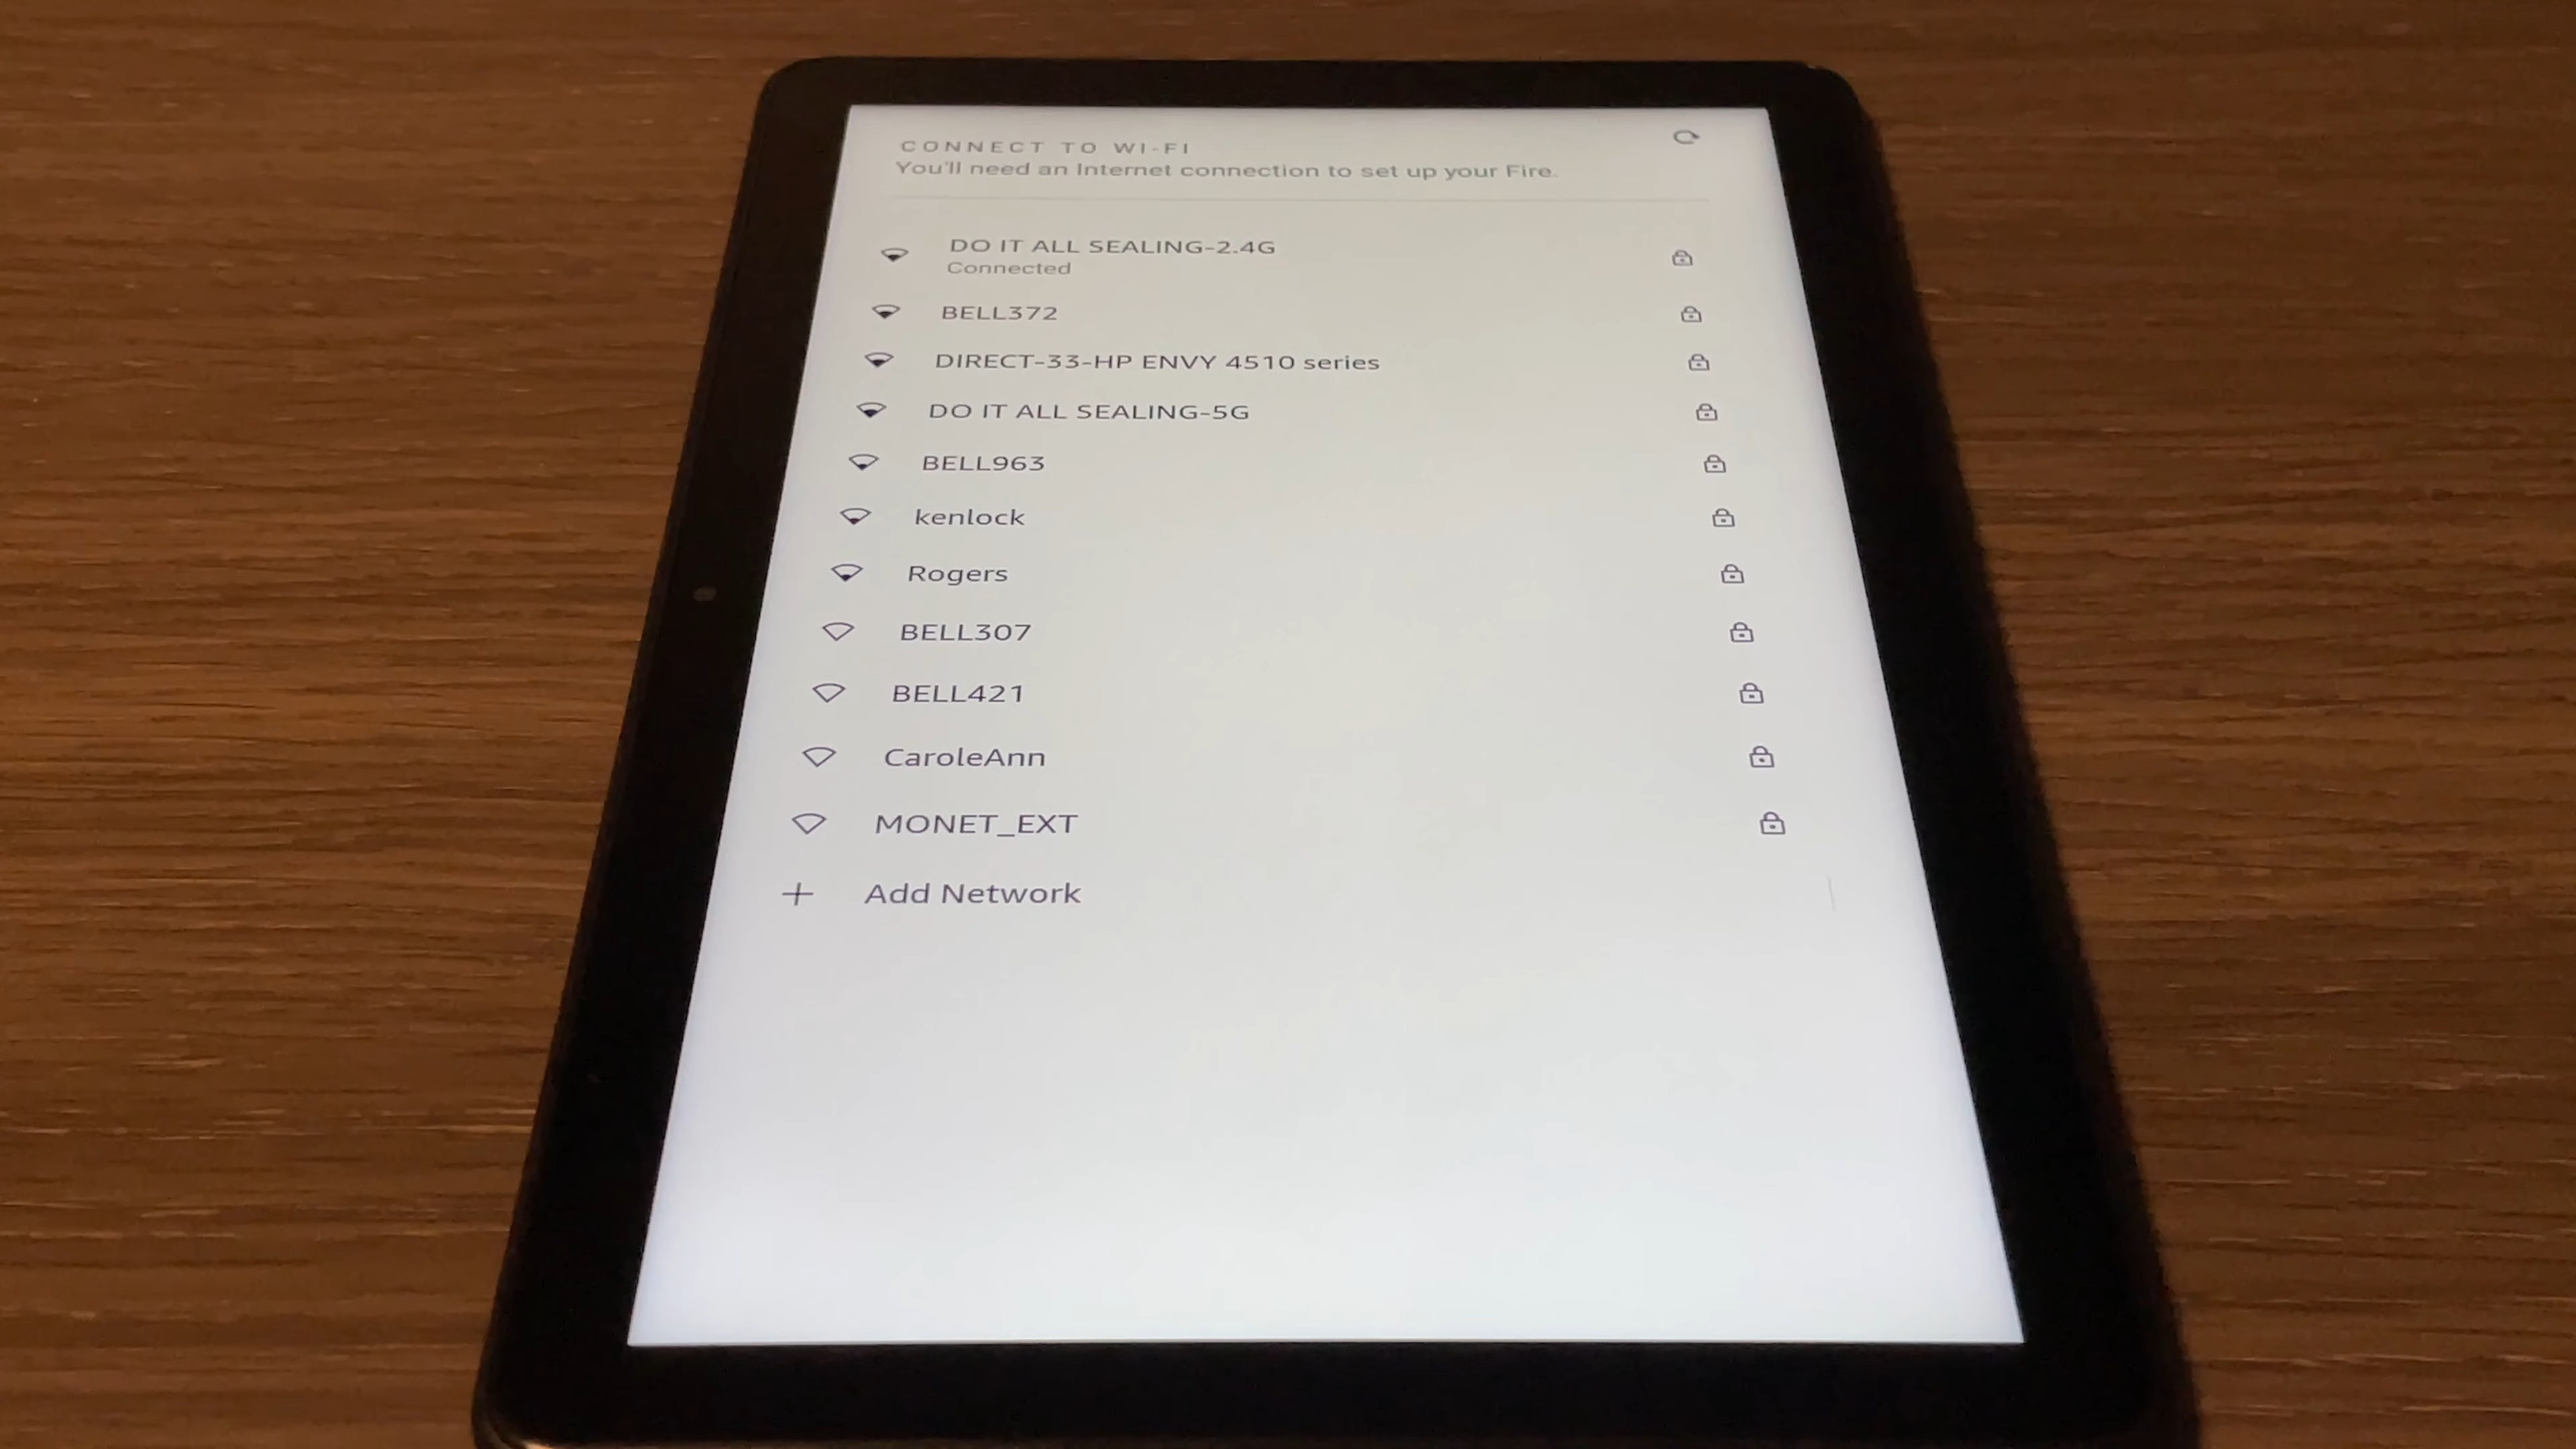 CONNECT TO WI-FI
You'll need an Internet connection to set up your Fire.
DO IT ALL SEALING-2.4G
Connected
BELL372
DIRECT-33-HP ENVY 4510 series
DO IT ALL SEALING-5G
BELL963
kenlock
Rogers
BELL307
BELL421
CaroleAnn
MONET_EXT
Add Network